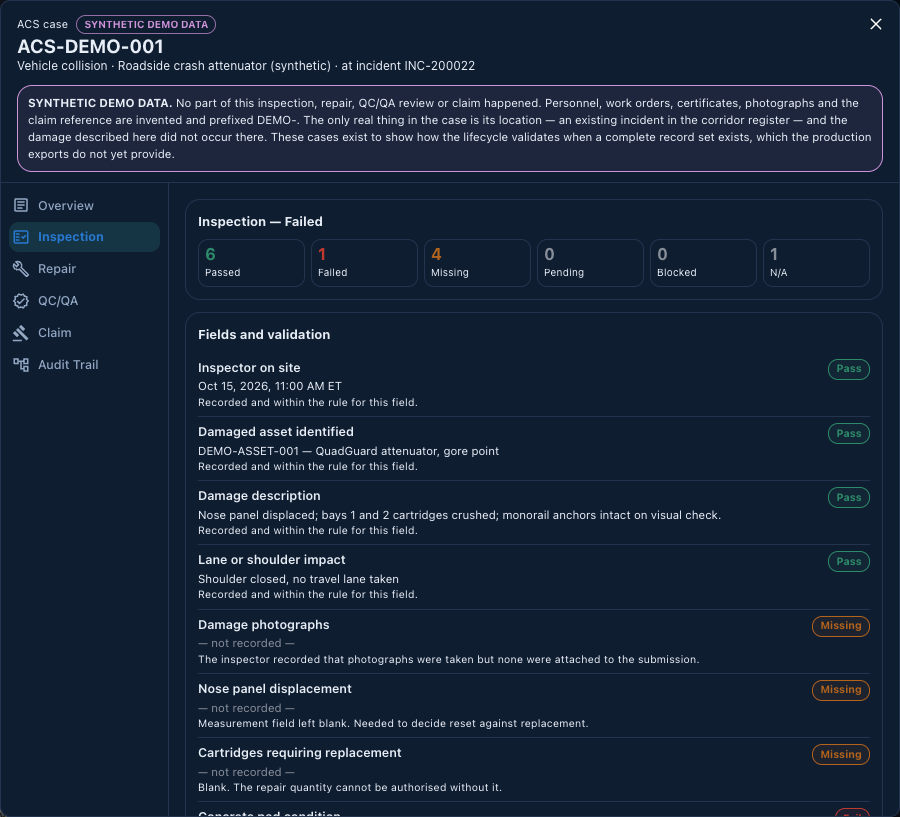 ACS case SYNTHETIC DEMO DATA
ACS-DEMO-001
Vehicle collision · Roadside crash attenuator (synthetic) · at incident INC-200022
SYNTHETIC DEMO DATA. No part of this inspection, repair, QC/QA review or claim happened. Personnel, work orders, certificates, photographs and the
claim reference are invented and prefixed DEMO-. The only real thing in the case is its location — an existing incident in the corridor register — and the
damage described here did not occur there. These cases exist to show how the lifecycle validates when a complete record set exists, which the production
exports do not yet provide.
Overview
Inspection
Repair
QC/QA
Claim
Audit Trail
Inspection — Failed
6 1 4 0 0 1
Passed Failed Missing Pending Blocked N/A
Fields and validation
Inspector on site Pass
Oct 15, 2026, 11:00 AM ET
Recorded and within the rule for this field.
Damaged asset identified Pass
DEMO-ASSET-001 — QuadGuard attenuator, gore point
Recorded and within the rule for this field.
Damage description Pass
Nose panel displaced; bays 1 and 2 cartridges crushed; monorail anchors intact on visual check.
Recorded and within the rule for this field.
Lane or shoulder impact Pass
Shoulder closed, no travel lane taken
Recorded and within the rule for this field.
Damage photographs Missing
— not recorded —
The inspector recorded that photographs were taken but none were attached to the submission.
Nose panel displacement Missing
— not recorded —
Measurement field left blank. Needed to decide reset against replacement.
Cartridges requiring replacement Missing
— not recorded —
Blank. The repair quantity cannot be authorised without it.
Concrete pad condition Fail